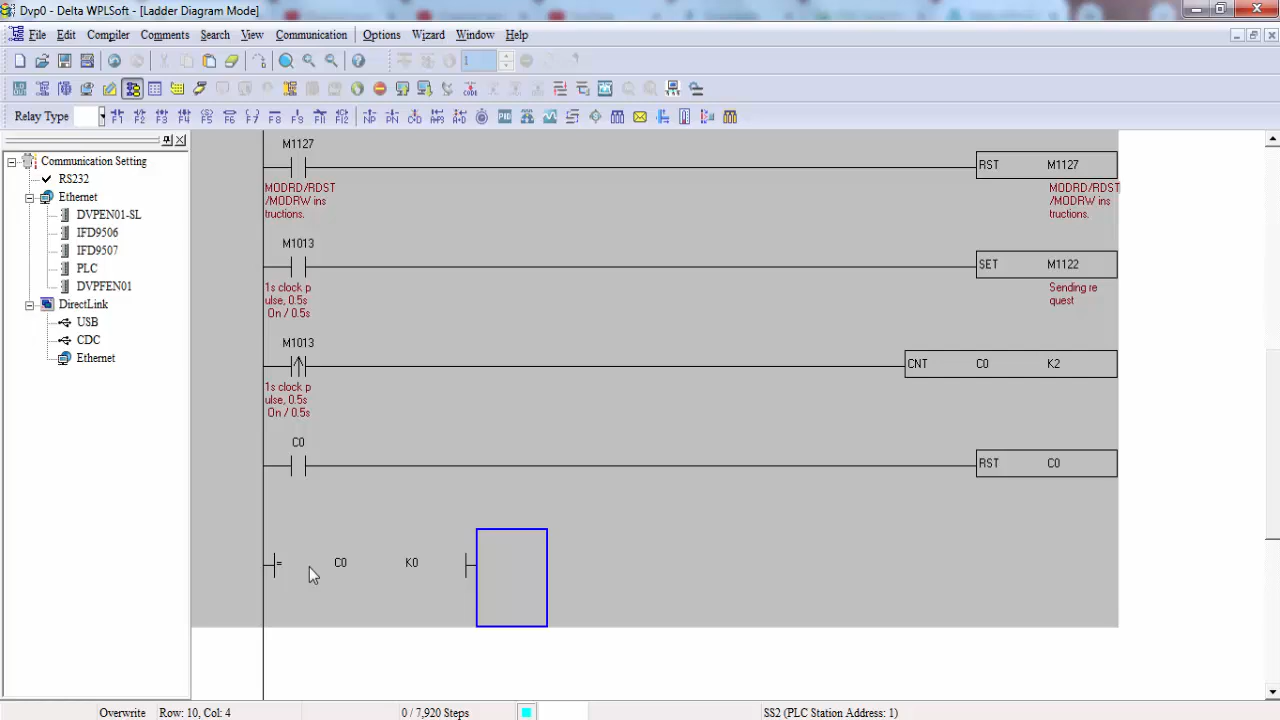 Dvp0 - Delta WPLSoft - [Ladder Diagram Mode]
File Edit Compiler Comments Search View Communication Options Wizard Window Help
1
Relay Type
Communication Setting
RS232
Ethernet
DVPEN01-SL
IFD9506
IFD9507
PLC
DVPFEN01
DirectLink
USB
CDC
Ethernet
M1127
RST M1127
MODRD/RDST
/MODRW ins
tructions.
MODRD/RDST
/MODRW ins
tructions.
M1013
SET M1122
1s clock p
ulse, 0.5s
On / 0.5s
Sending re
quest
M1013
CNT C0 K2
1s clock p
ulse, 0.5s
On / 0.5s
C0
RST C0
= C0 K0
Overwrite Row: 10, Col: 4 0 / 7,920 Steps SS2 (PLC Station Address: 1)